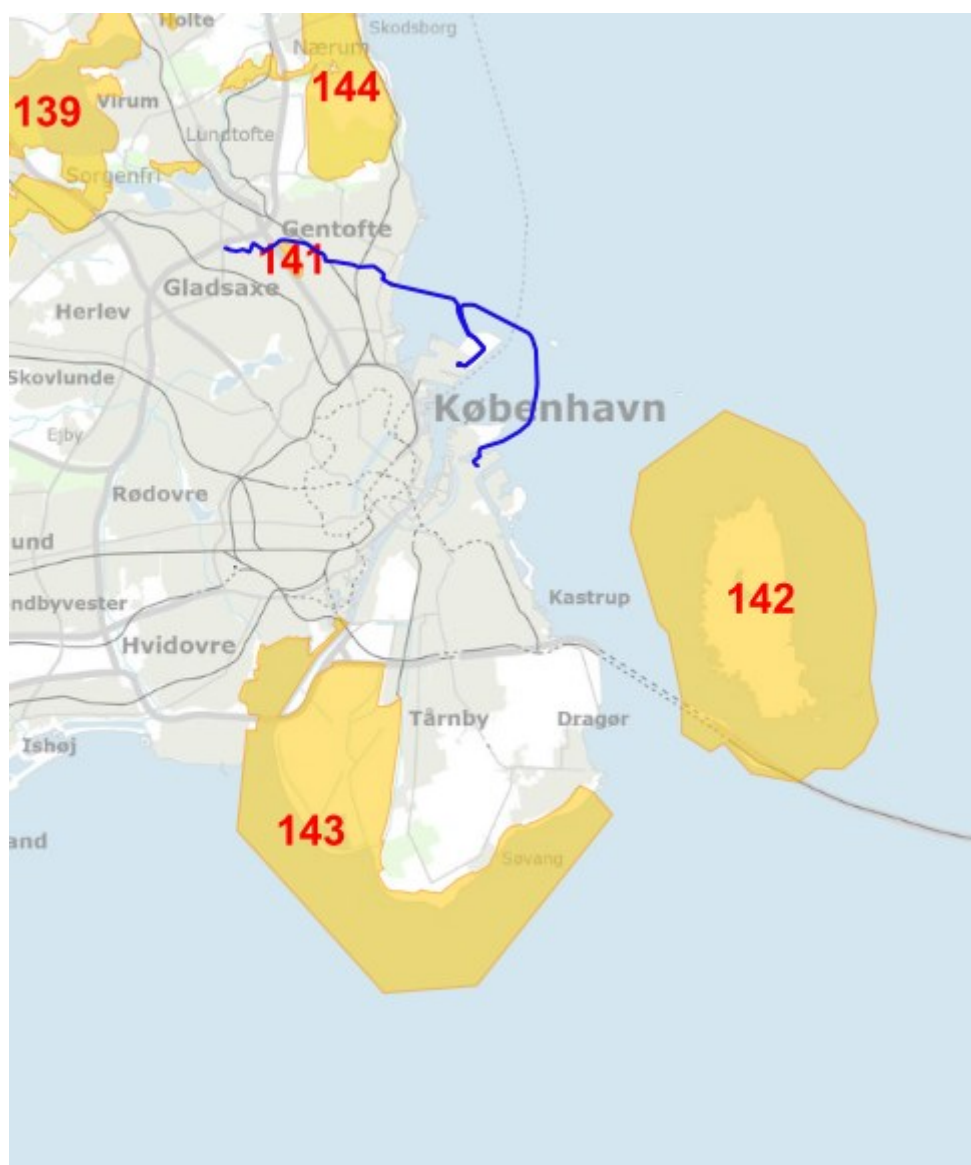 Holte
Skodsborg
Nærum
144
139
Virum
Lundtofte
Sorgenfri
Gentofte
141
Gladsaxe
Herlev
Skovlunde
København
Ejby
Rødovre
und
ndbyvester
Kastrup
142
Hvidovre
Tårnby
Dragør
Ishøj
143
and
Søvang